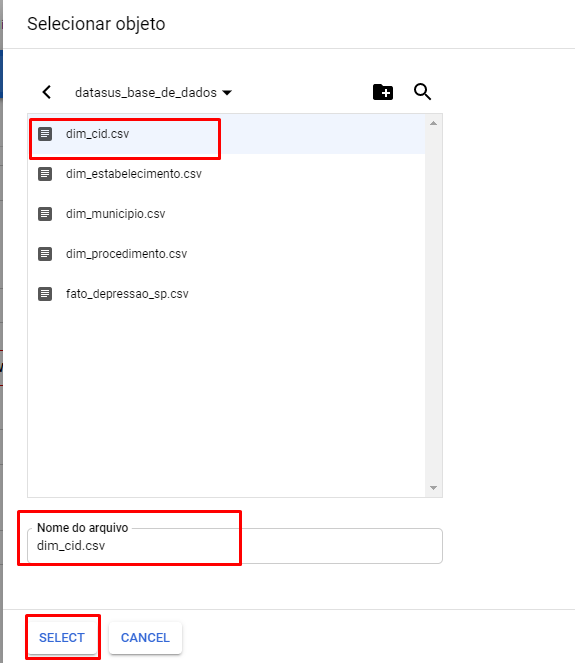 Selecionar objeto
datasus_base_de_dados
dim_cid.csv
dim_estabelecimento.csv
dim_municipio.csv
dim_procedimento.csv
fato_depressao_sp.csv
Nome do arquivo
dim_cid.csv
SELECT
CANCEL